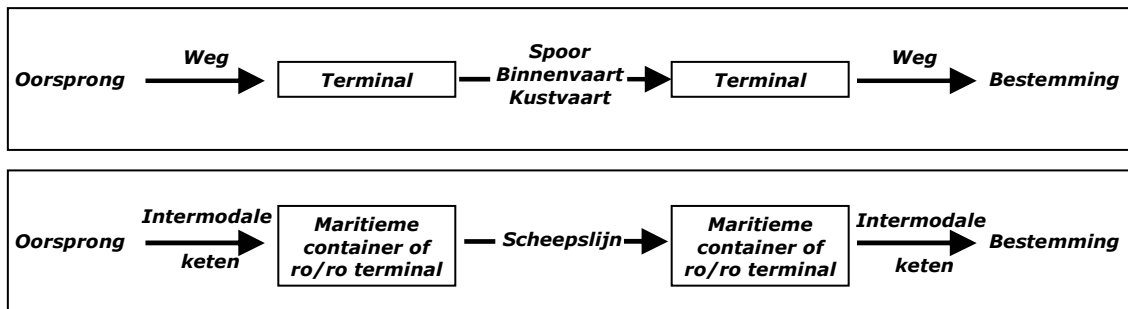 Oorsprong
Weg
Terminal
Spoor
Binnenvaart
Kustvaart
Terminal
Weg
Bestemming
Oorsprong
Intermodale
keten
Maritieme
container of
ro/ro terminal
Scheepslijn
Maritieme
container of
ro/ro terminal
Intermodale
keten
Bestemming